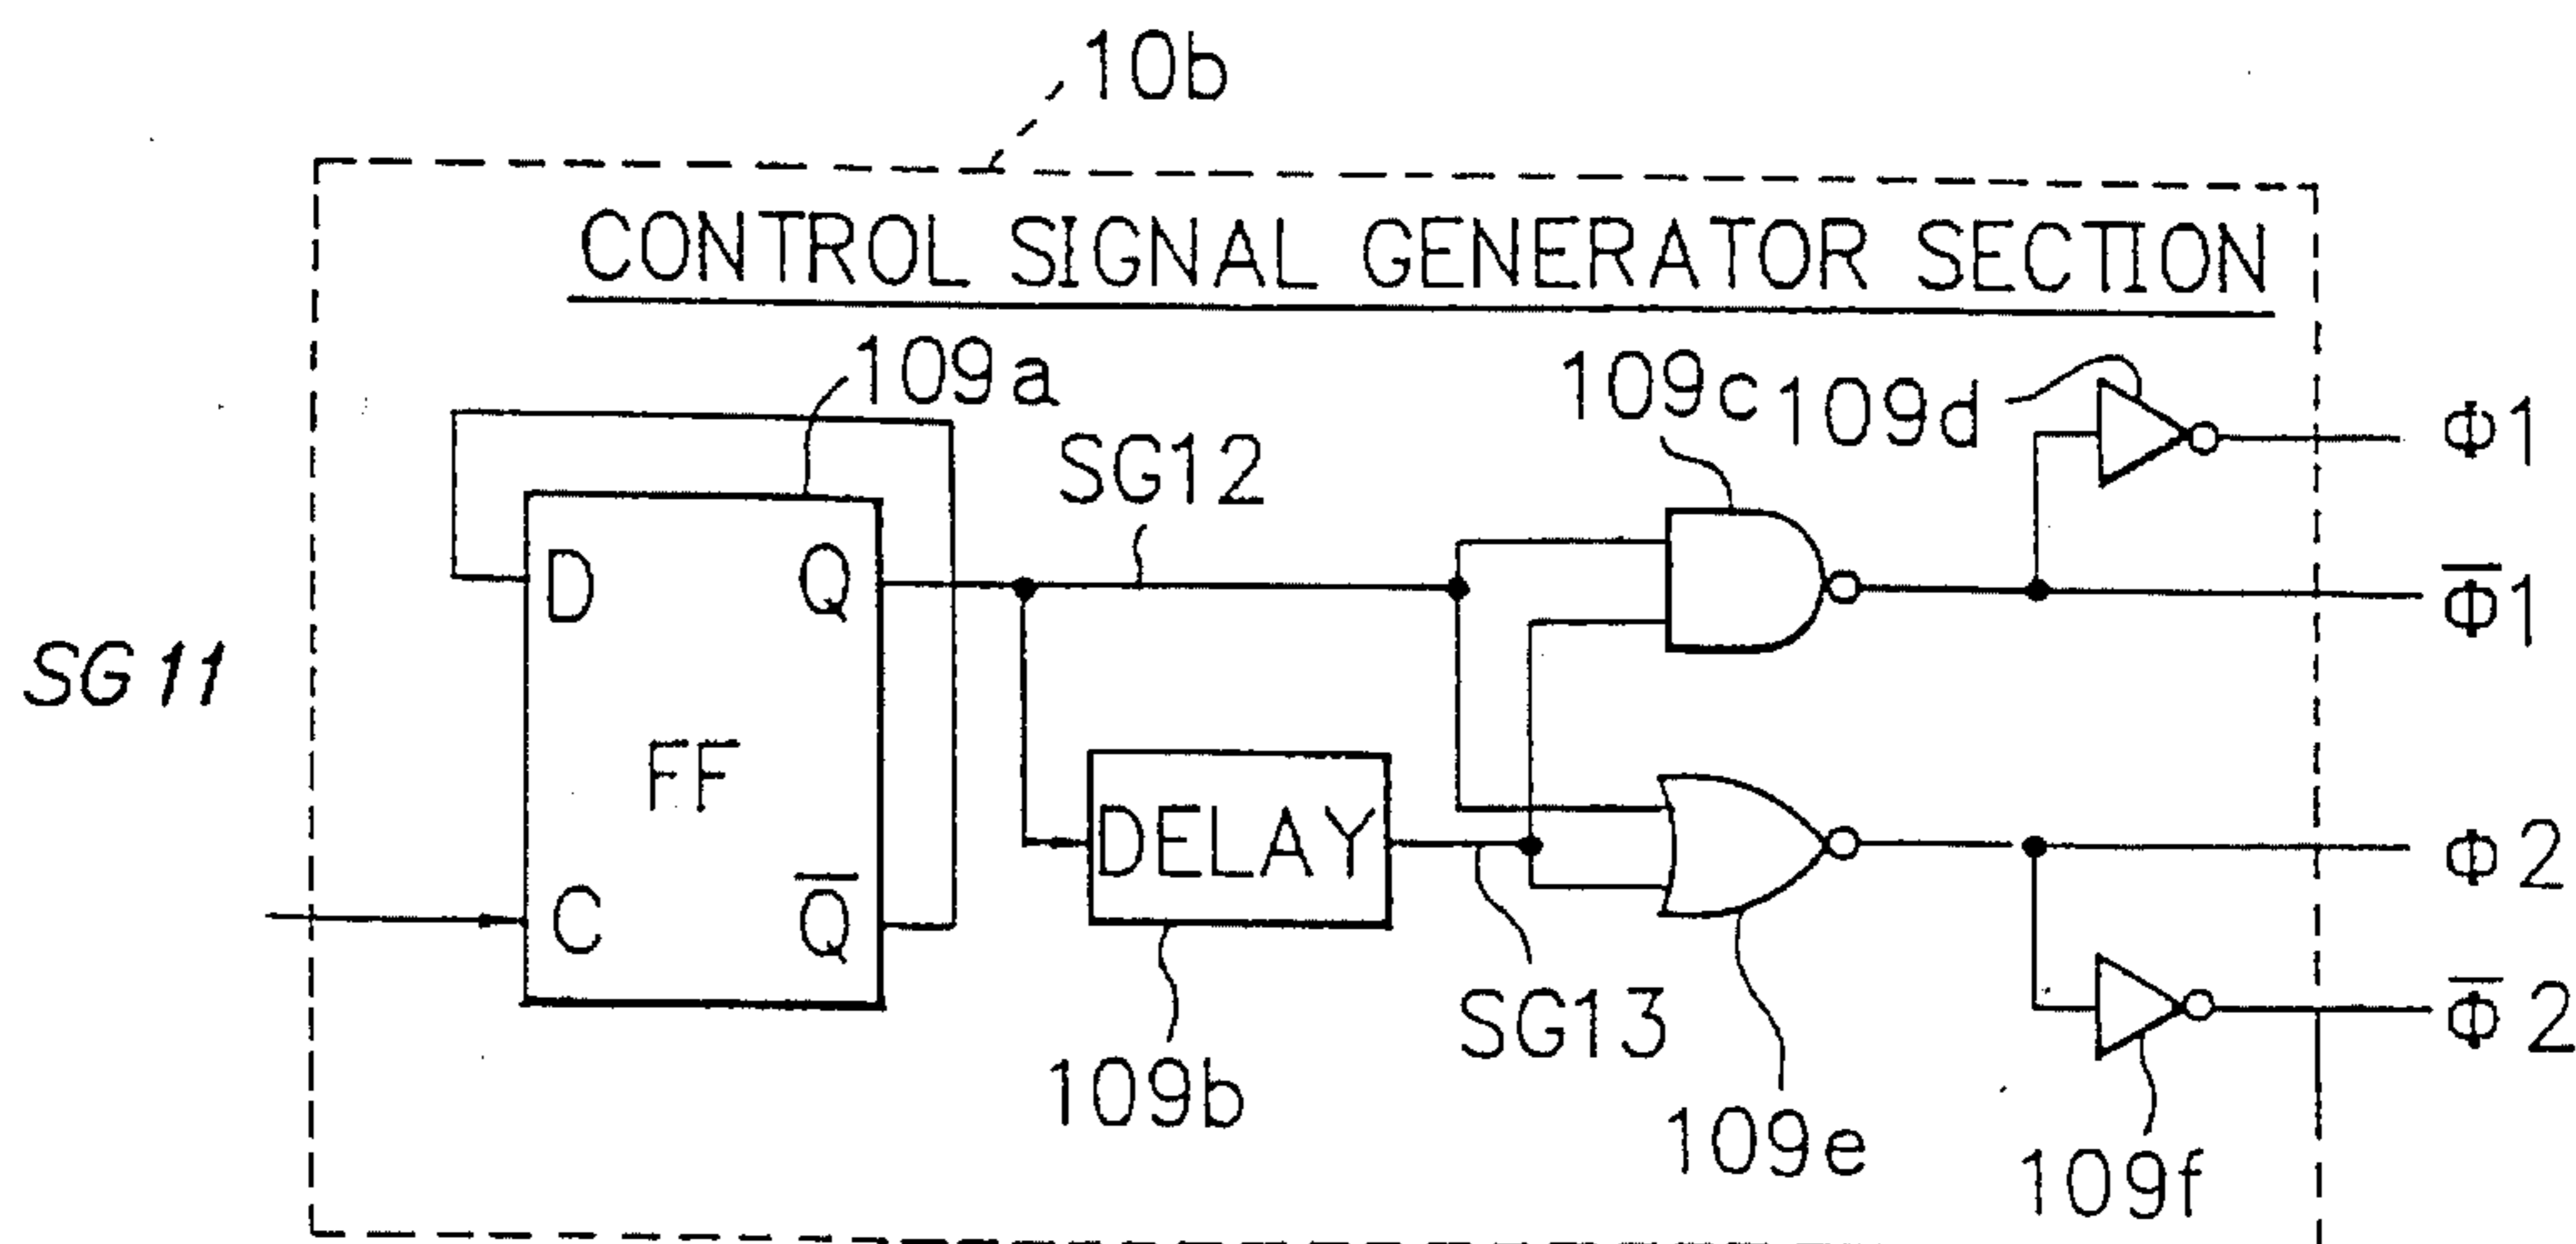 10b
CONTROL SIGNAL GENERATOR SECTION
109a
109c
109d
Φ1
SG12
D
Q
Φ̅1
SG11
FF
DELAY
Φ2
C
Q̅
SG13
Φ̅2
109b
109e
109f